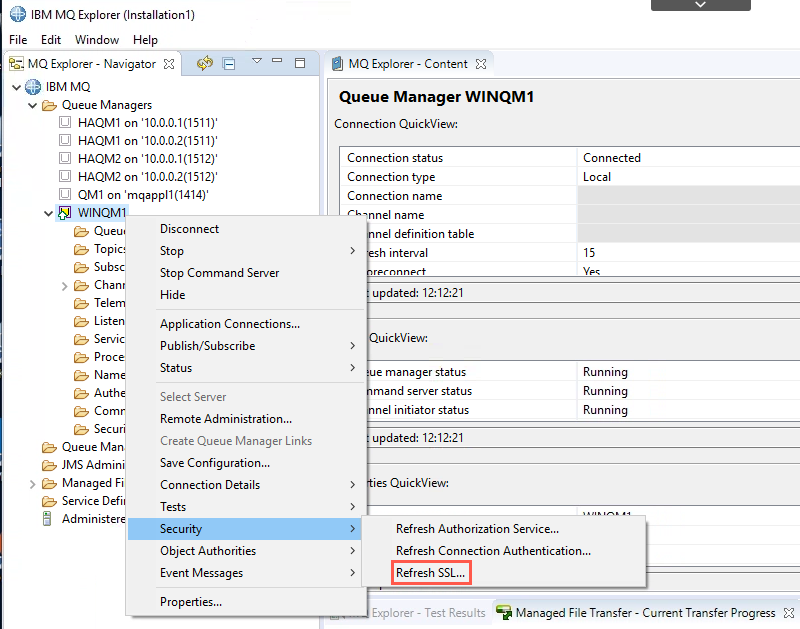 IBM MQ Explorer (Installation1)
File Edit Window Help
MQ Explorer - Navigator
IBM MQ
Queue Managers
HAQM1 on '10.0.0.1(1511)'
HAQM1 on '10.0.0.2(1511)'
HAQM2 on '10.0.0.1(1512)'
HAQM2 on '10.0.0.2(1512)'
QM1 on 'mqappl1(1414)'
WINQM1
Queu
Topics
Subsc
Chann
Telem
Listen
Servic
Proce
Name
Authe
Comm
Securi
Queue Mana
JMS Admini
Managed Fi
Service Defin
Administere
Disconnect
Stop
Stop Command Server
Hide
Application Connections...
Publish/Subscribe
Status
Select Server
Remote Administration...
Create Queue Manager Links
Save Configuration...
Connection Details
Tests
Security
Object Authorities
Event Messages
Properties...
Refresh Authorization Service...
Refresh Connection Authentication...
Refresh SSL...
MQ Explorer - Content
Queue Manager WINQM1
Connection QuickView:
Connection status Connected
Connection type Local
Connection name
Channel name
nnel definition table
resh interval 15
oreconnect Yes
t updated: 12:12:21
QuickView:
eue manager status Running
mmand server status Running
nnel initiator status Running
t updated: 12:12:21
rties QuickView:
WINQM1
Explorer - Test Results
Managed File Transfer - Current Transfer Progress